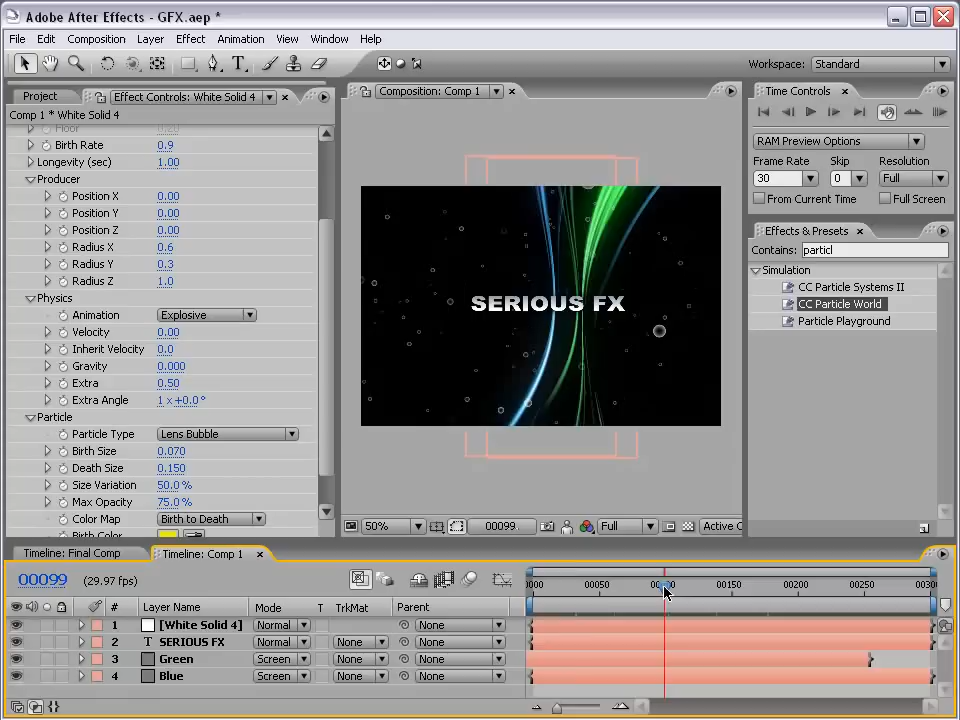 Adobe After Effects - GFX.aep *
File Edit Composition Layer Effect Animation View Window Help
Workspace: Standard
Project Effect Controls: White Solid 4
Comp 1 * White Solid 4
Floor 0.20
Birth Rate 0.9
Longevity (sec) 1.00
Producer
Position X 0.00
Position Y 0.00
Position Z 0.00
Radius X 0.6
Radius Y 0.3
Radius Z 1.0
Physics
Animation Explosive
Velocity 0.00
Inherit Velocity 0.0
Gravity 0.000
Extra 0.50
Extra Angle 1 x+0.0 °
Particle
Particle Type Lens Bubble
Birth Size 0.070
Death Size 0.150
Size Variation 50.0 %
Max Opacity 75.0 %
Color Map Birth to Death
Birth Color
Composition: Comp 1
SERIOUS FX
50% 00099 Full Active C
Time Controls
RAM Preview Options
Frame Rate Skip Resolution
30 0 Full
From Current Time Full Screen
Effects & Presets
Contains: particl
Simulation
CC Particle Systems II
CC Particle World
Particle Playground
Timeline: Final Comp Timeline: Comp 1
00099 (29.97 fps)
0000 00050 00100 00150 00200 00250 0030
# Layer Name Mode T TrkMat Parent
1 [White Solid 4] Normal None
2 T SERIOUS FX Normal None None
3 Green Screen None None
4 Blue Screen None None